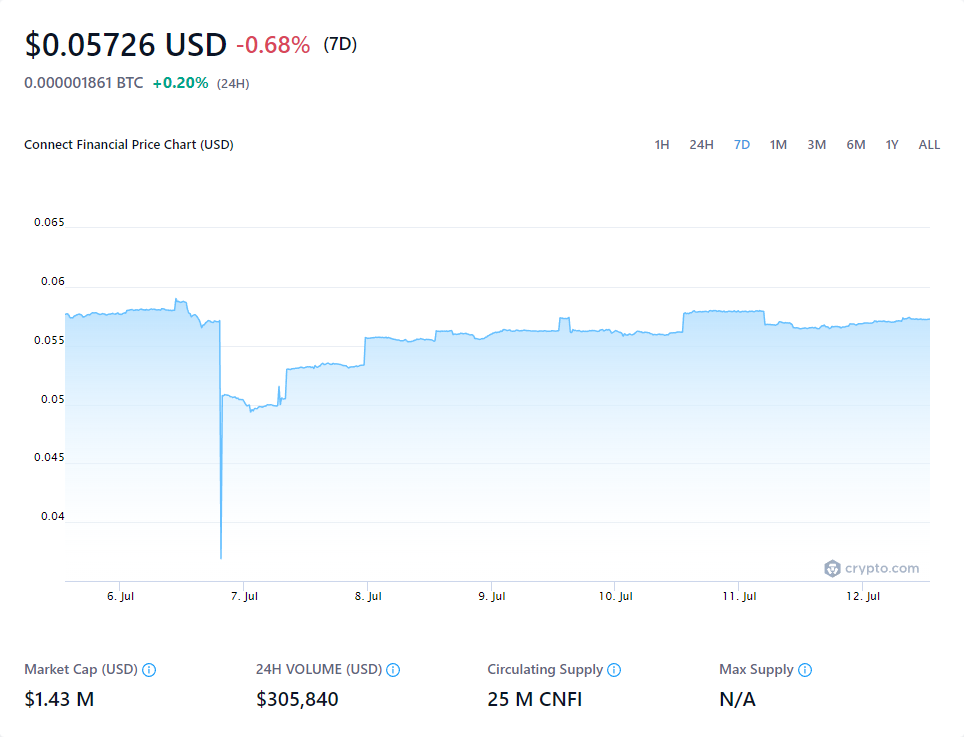 $0.05726 USD -0.68% (7D)
0.000001861 BTC +0.20% (24H)
Connect Financial Price Chart (USD) 1H 24H 7D 1M 3M 6M 1Y ALL
0.065
0.06
0.055
0.05
0.045
0.04
crypto.com
6. Jul 7. Jul 8. Jul 9. Jul 10. Jul 11. Jul 12. Jul
Market Cap (USD) 24H VOLUME (USD) Circulating Supply Max Supply
$1.43 M $305,840 25 M CNFI N/A